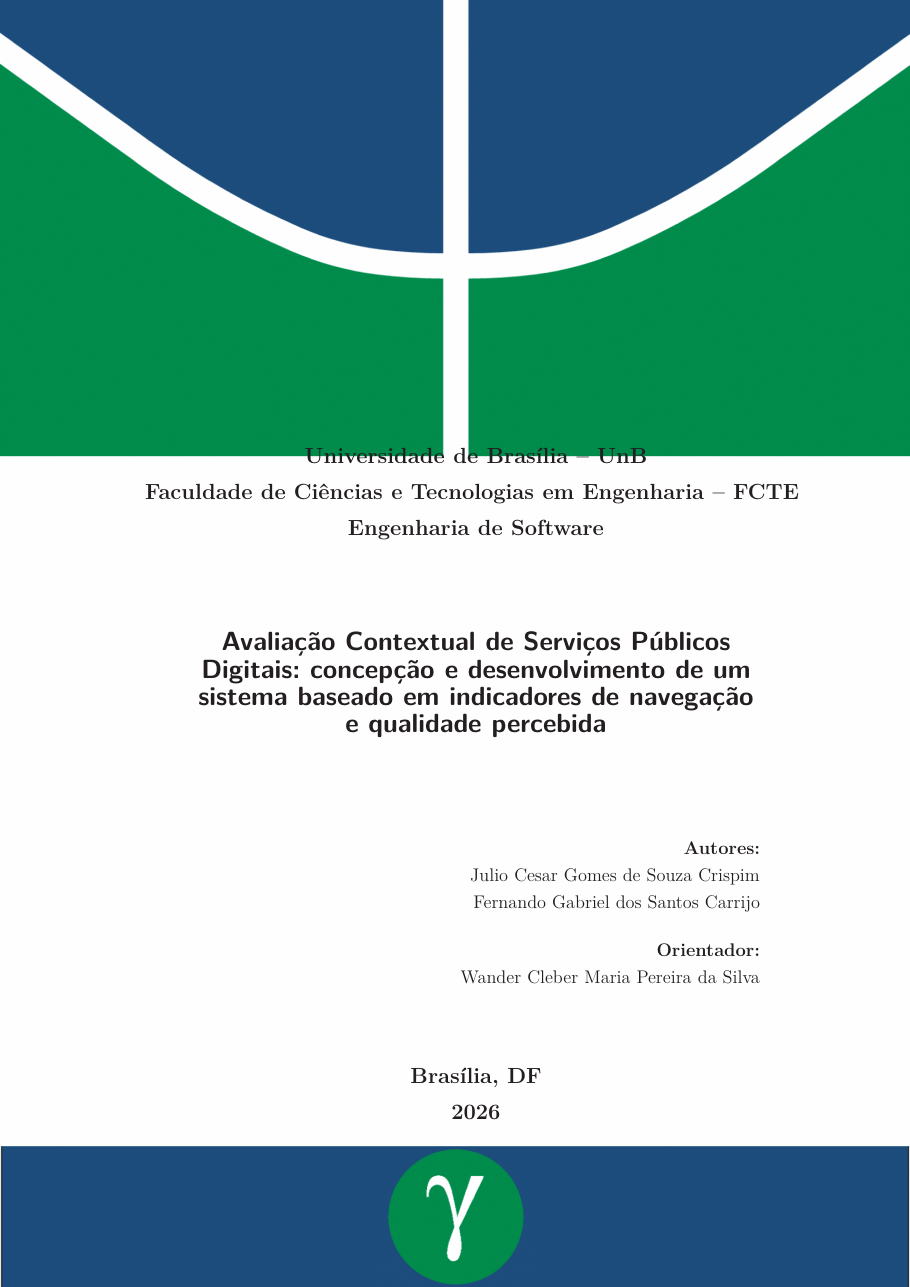 Universidade de Brasília – UnB
Faculdade de Ciências e Tecnologias em Engenharia – FCTE
Engenharia de Software
Avaliação Contextual de Serviços Públicos
Digitais: concepção e desenvolvimento de um
sistema baseado em indicadores de navegação
e qualidade percebida
Autores:
Julio Cesar Gomes de Souza Crispim
Fernando Gabriel dos Santos Carrijo
Orientador:
Wander Cleber Maria Pereira da Silva
Brasília, DF
2026
γ